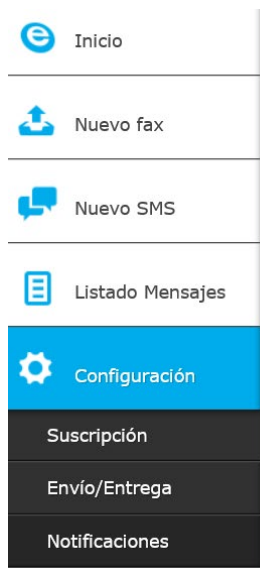 Inicio
Nuevo fax
Nuevo SMS
Listado Mensajes
Configuración
Suscripción
Envío/Entrega
Notificaciones